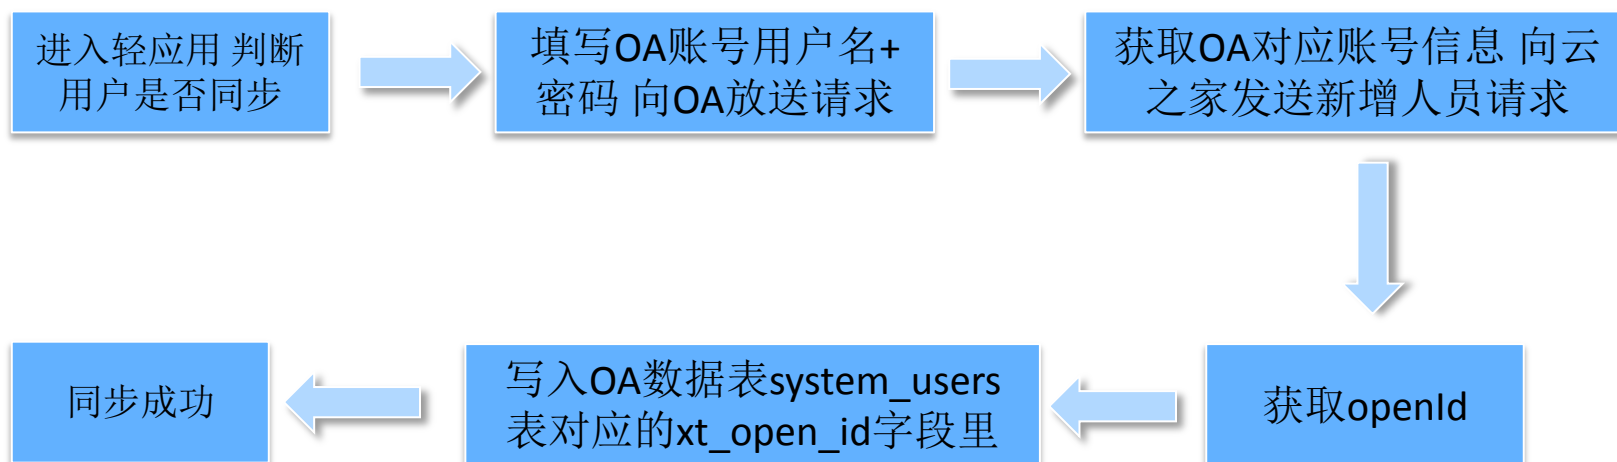 进入轻应用 判断
用户是否同步
填写OA账号用户名+
密码 向OA放送请求
获取OA对应账号信息 向云
之家发送新增人员请求
获取openId
写入OA数据表system_users
表对应的xt_open_id字段里
同步成功